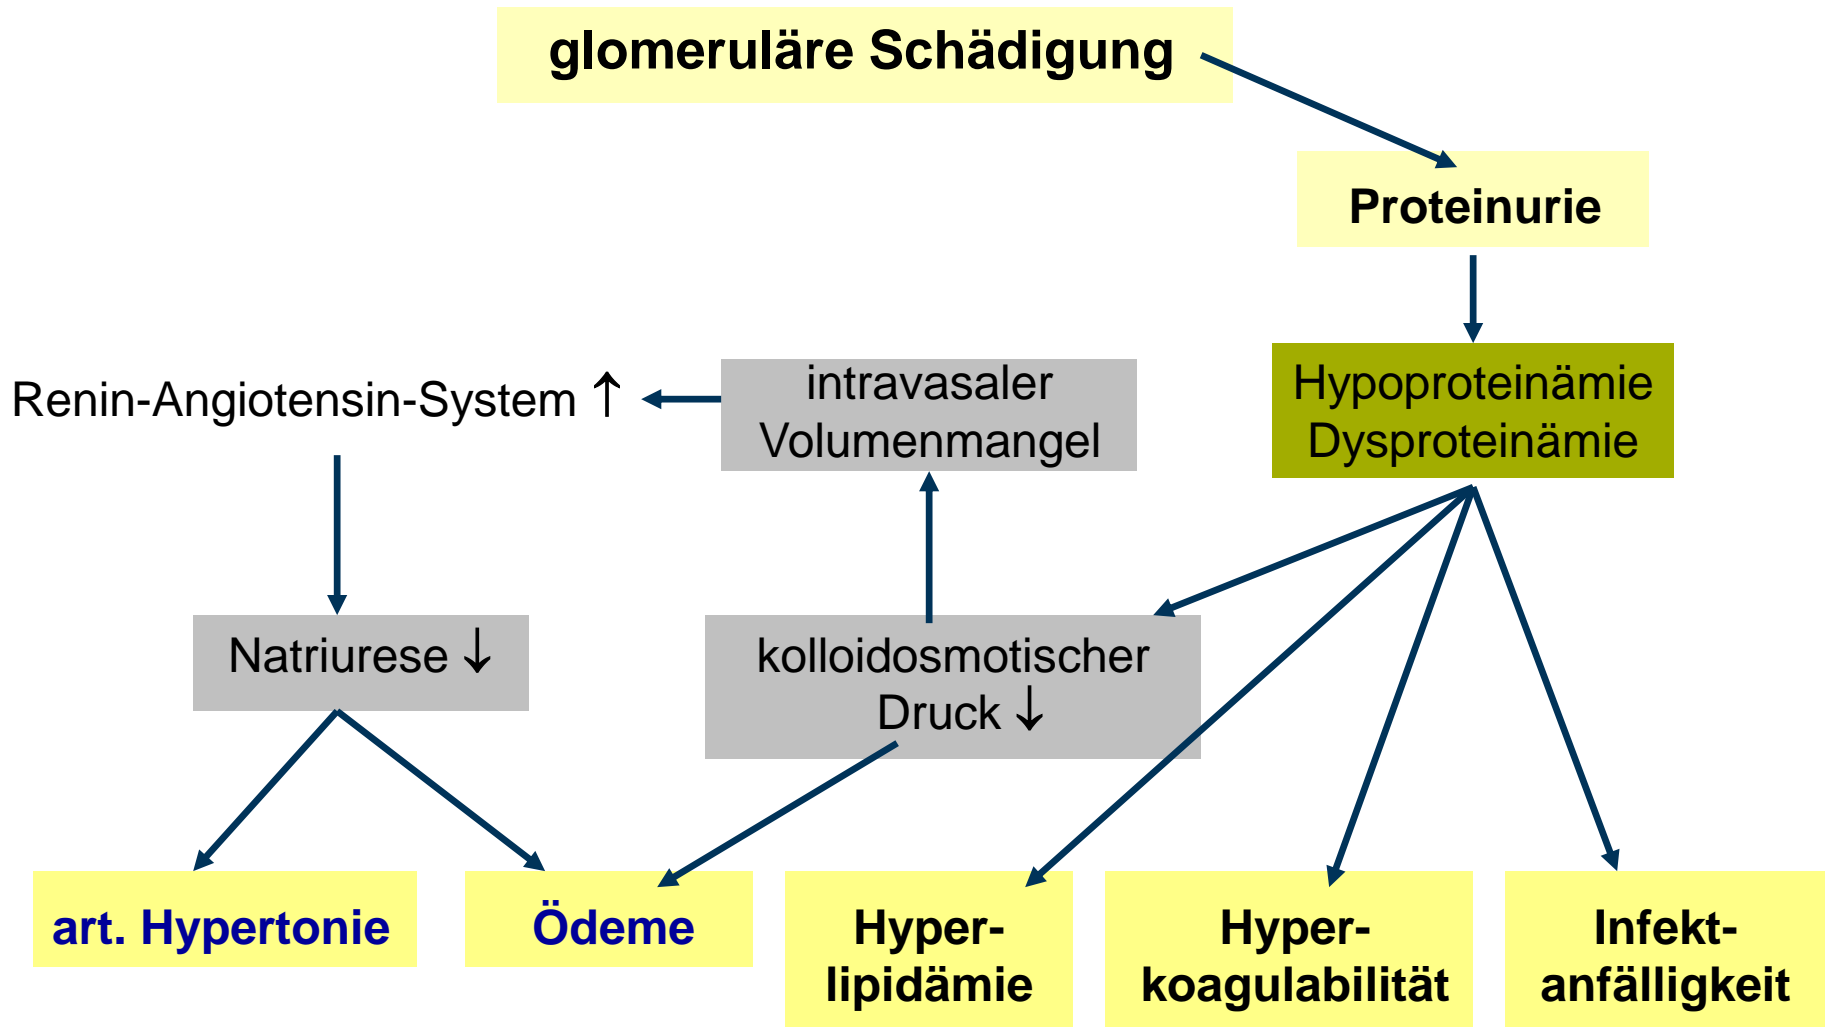 glomeruläre Schädigung
Proteinurie
Renin-Angiotensin-System ↑
intravasaler
Volumenmangel
Hypoproteinämie
Dysproteinämie
Natriurese ↓
kolloidosmotischer
Druck ↓
art. Hypertonie
Ödeme
Hyper-
lipidämie
Hyper-
koagulabilität
Infekt-
anfälligkeit